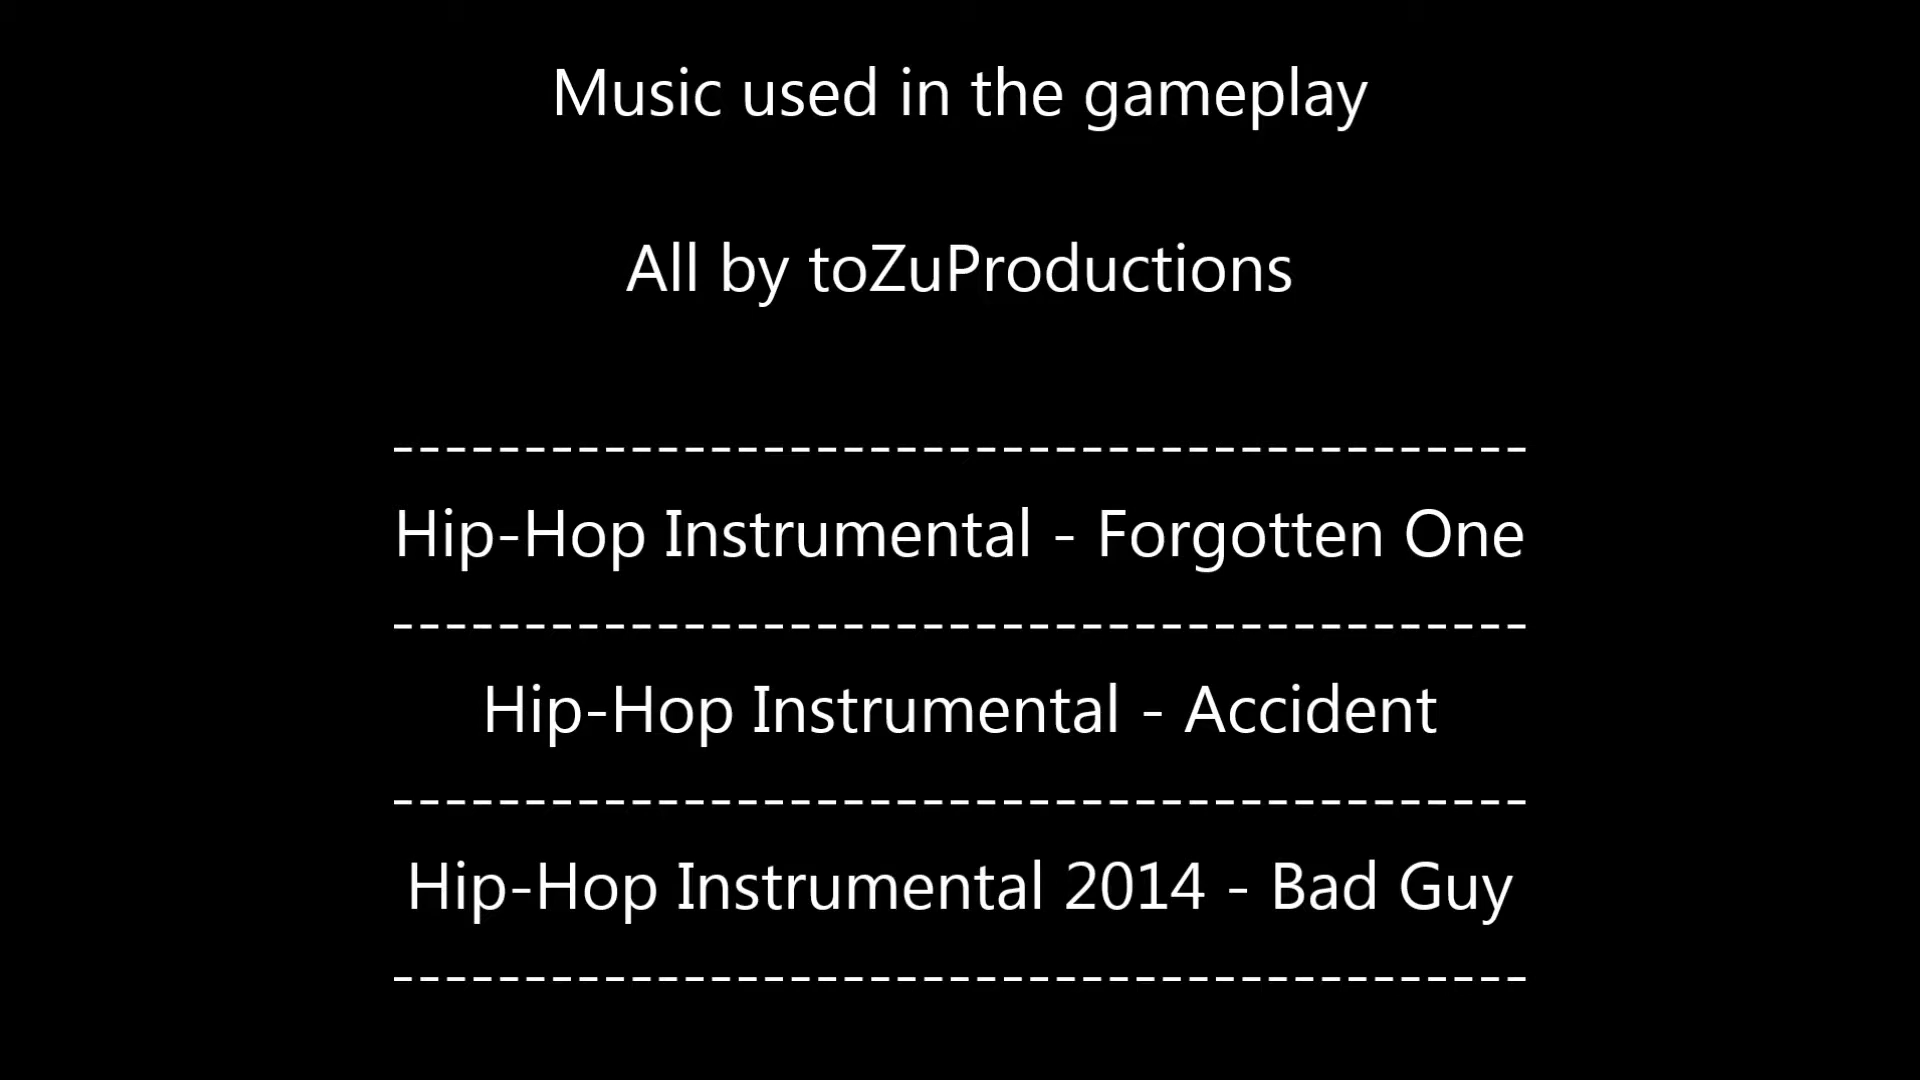 Music used in the gameplay
All by toZuProductions
-------------------------------------------
Hip-Hop Instrumental - Forgotten One
-------------------------------------------
Hip-Hop Instrumental - Accident
-------------------------------------------
Hip-Hop Instrumental 2014 - Bad Guy
-------------------------------------------